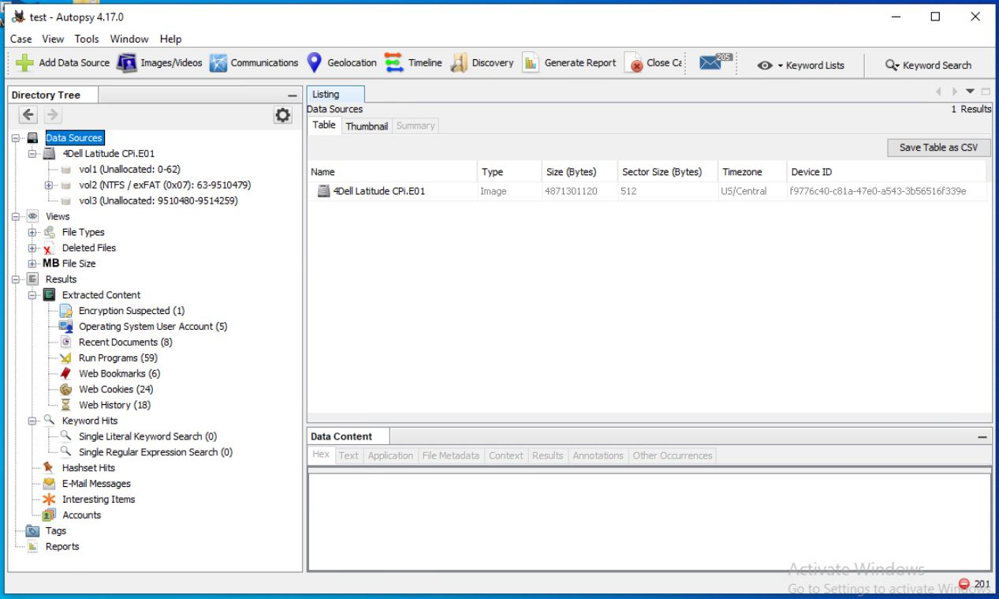 test - Autopsy 4.17.0
Case View Tools Window Help
Add Data Source Images/Videos Communications Geolocation Timeline Discovery Generate Report Close Ca 205 Keyword Lists Keyword Search
Directory Tree
Data Sources
4Dell Latitude CPi.E01
vol1 (Unallocated: 0-62)
vol2 (NTFS / exFAT (0x07): 63-9510479)
vol3 (Unallocated: 9510480-9514259)
Views
File Types
Deleted Files
MB File Size
Results
Extracted Content
Encryption Suspected (1)
Operating System User Account (5)
Recent Documents (8)
Run Programs (59)
Web Bookmarks (6)
Web Cookies (24)
Web History (18)
Keyword Hits
Single Literal Keyword Search (0)
Single Regular Expression Search (0)
Hashset Hits
E-Mail Messages
Interesting Items
Accounts
Tags
Reports
Listing
Data Sources 1 Results
Table Thumbnail Summary
Save Table as CSV
Name Type Size (Bytes) Sector Size (Bytes) Timezone Device ID
4Dell Latitude CPi.E01 Image 4871301120 512 US/Central
Data Content
Hex Text Application File Metadata Context Results Annotations Other Occurrences
Activate Windows
Go to Settings to activate Windows.
201